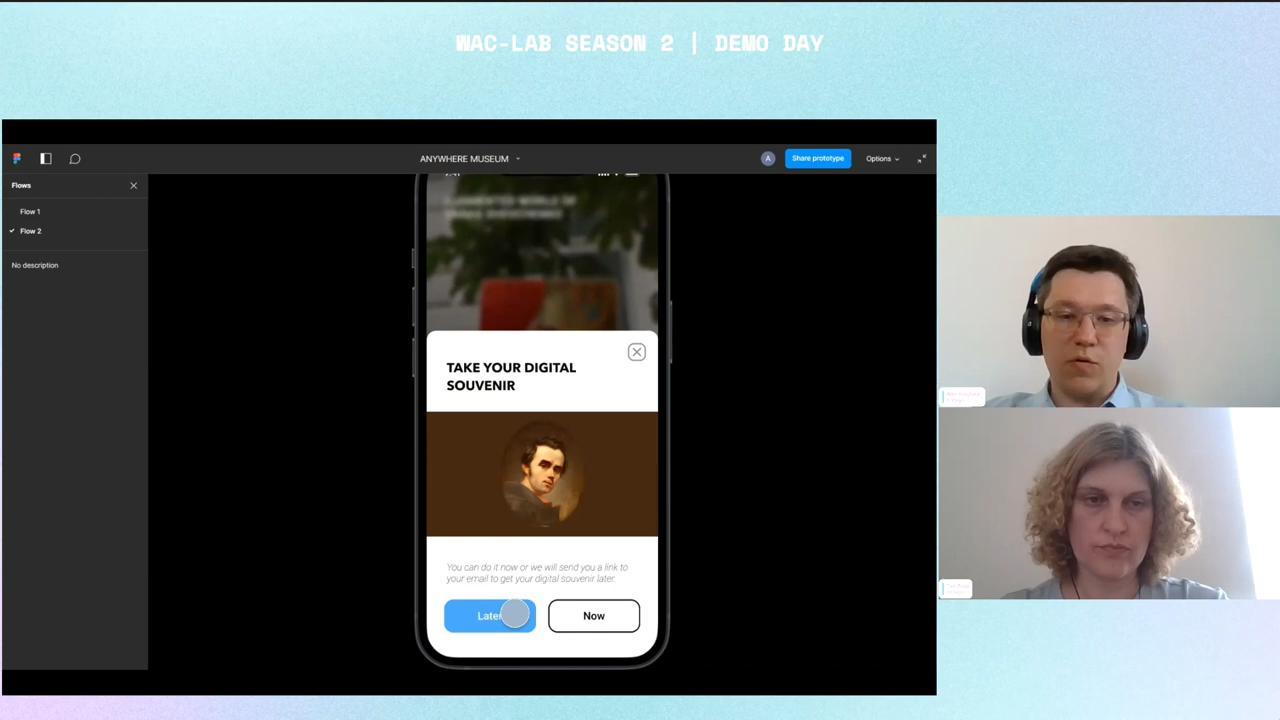 WAC-LAB SEASON 2 | DEMO DAY
ANYWHERE MUSEUM
A
Share prototype
Options
Flows
Flow 1
Flow 2
No description
TAKE YOUR DIGITAL
SOUVENIR
You can do it now or we will send you a link to
your email to get your digital souvenir later.
Later
Now